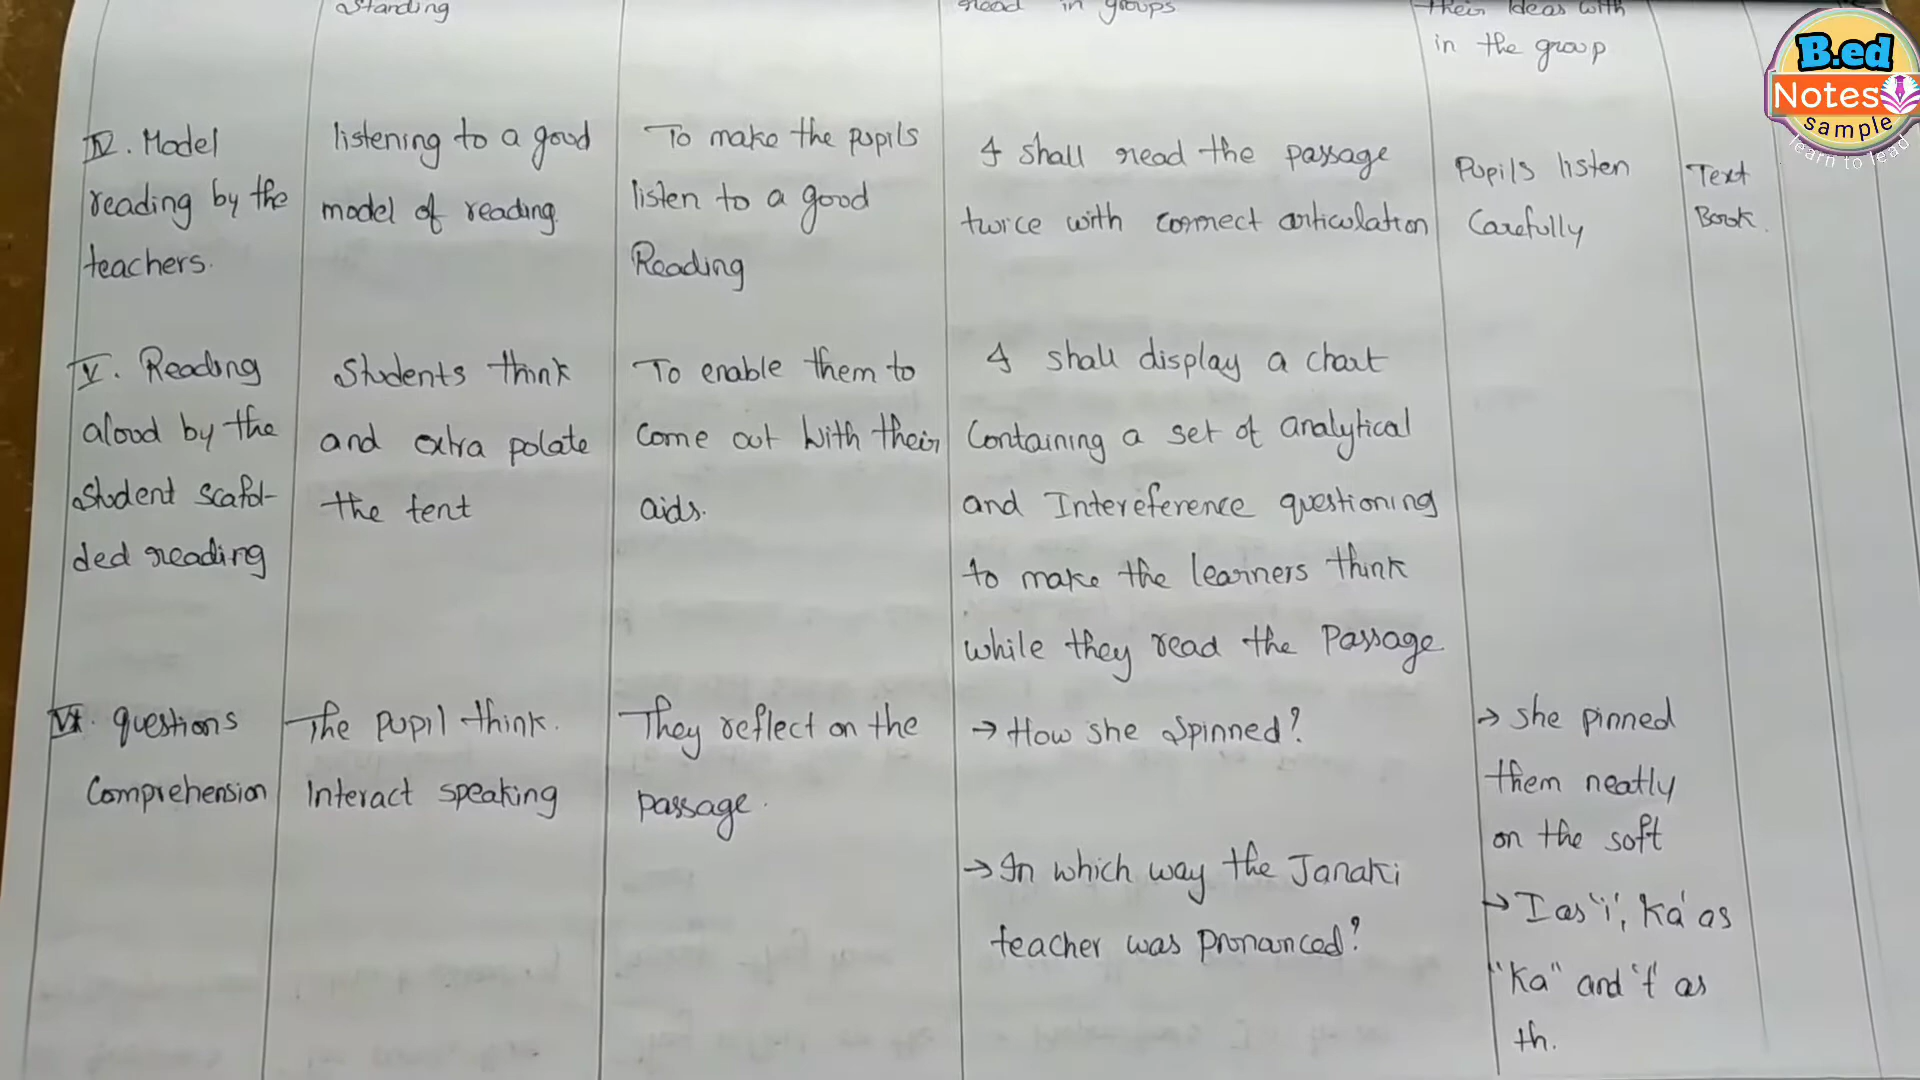 standing
read in groups
their ideas with
in the group
IV. Model
reading by the
teachers.
listening to a good
model of reading.
To make the pupils
listen to a good
Reading
I shall read the passage
twice with correct articulation
Pupils listen
Carefully
Text
Book.
V. Reading
aloud by the
student scafol-
ded reading
Students think
and extra polate
the tent
To enable them to
come out with their
aids.
I shall display a chart
Containing a set of analytical
and Intereference questioning
to make the learners think
while they read the Passage
VI. questions
Comprehension
The pupil think.
Interact speaking
They reflect on the
passage.
→ How she spinned?
→ In which way the Janaki
teacher was pronanced?
→ she pinned
them neatly
on the soft
→ I as 'i', 'Ka' as
"Ka" and 't' as
th.
B.ed
Notes
sample
learn to lead